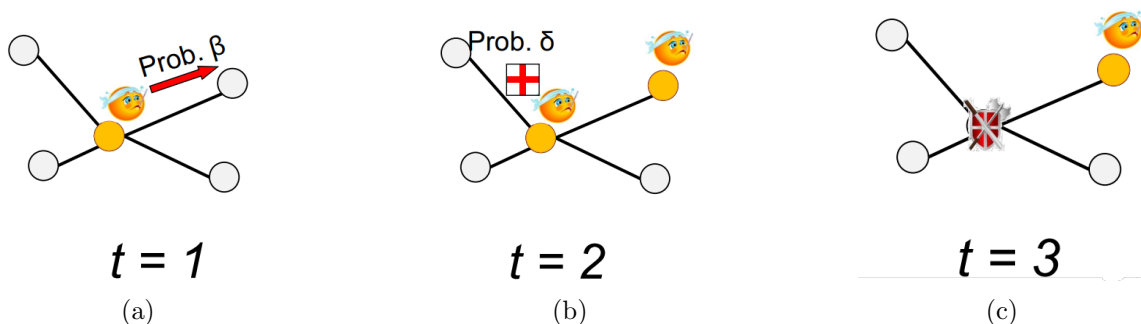 Prob. β
t = 1
(a)
Prob. δ
t = 2
(b)
t = 3
(c)